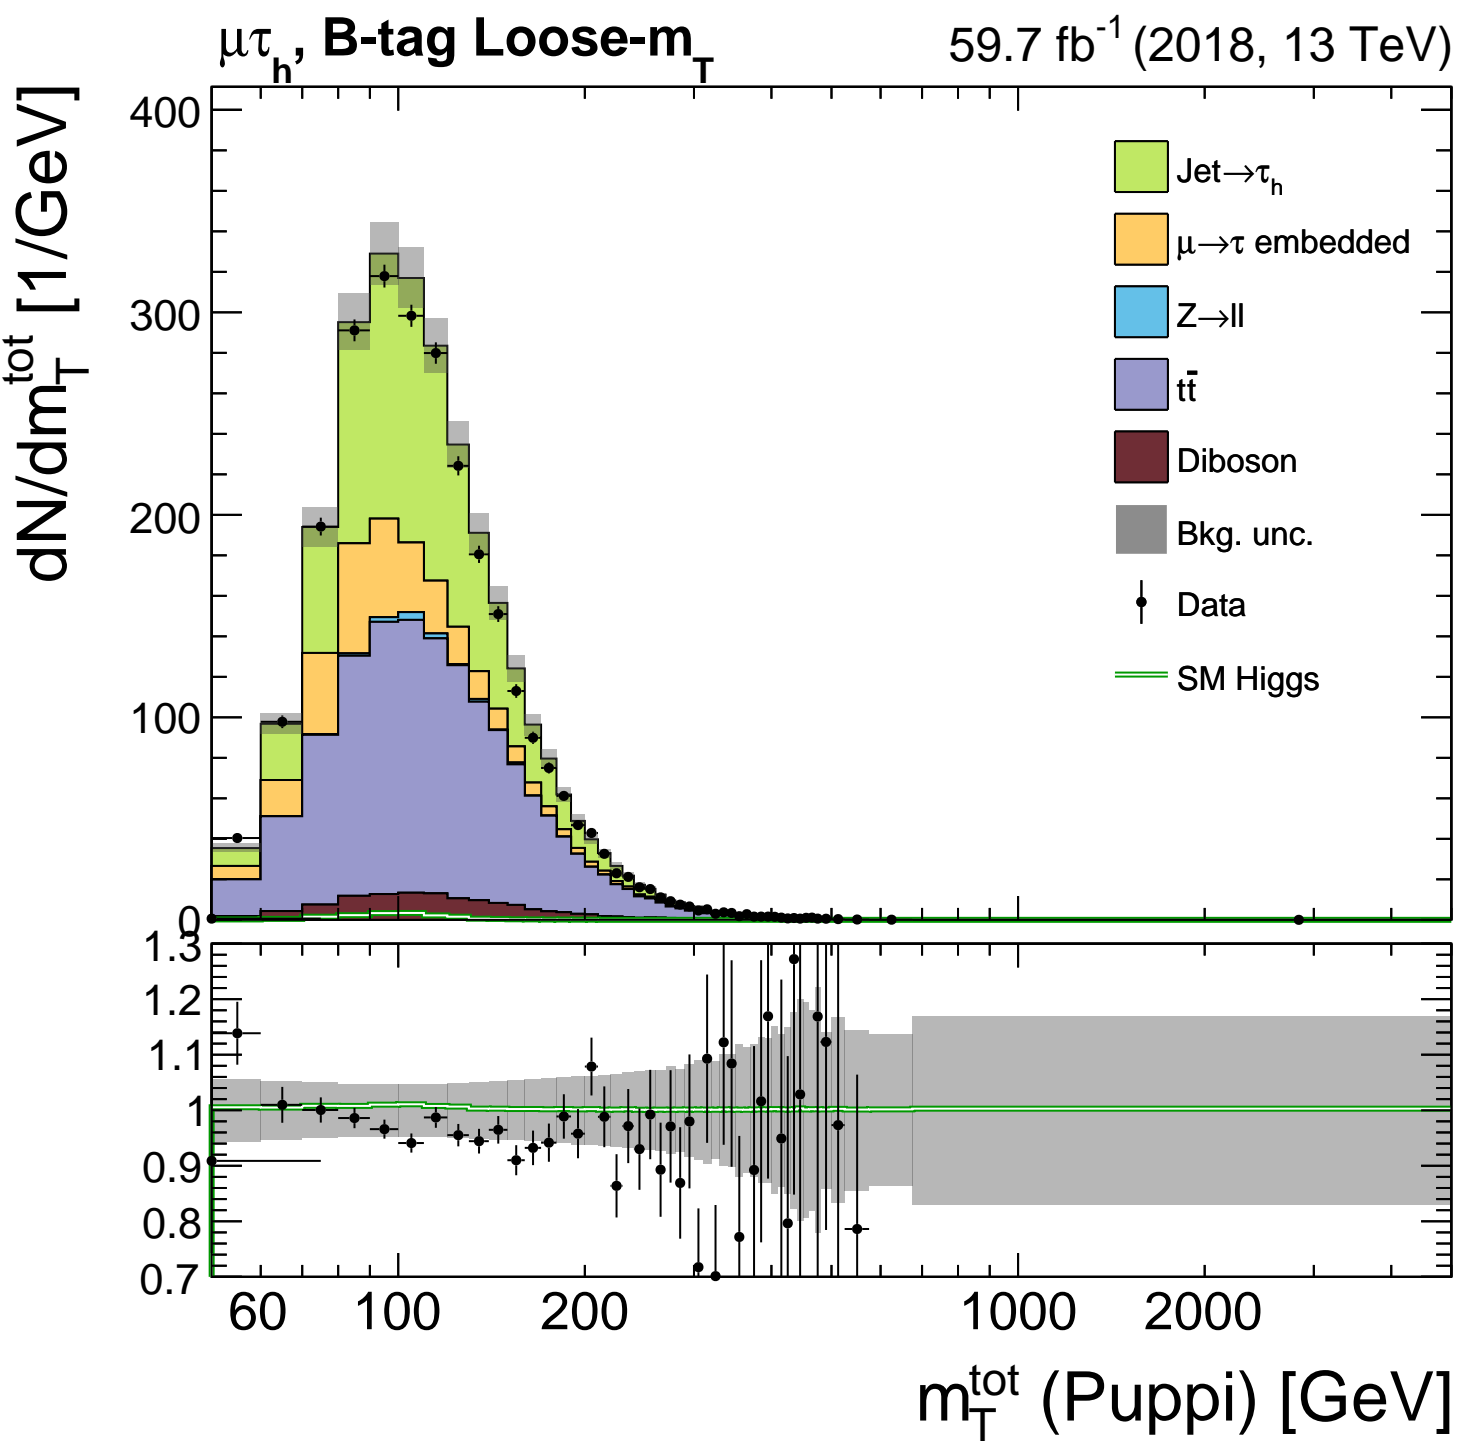 μτh, B-tag Loose-mT
59.7 fb-1 (2018, 13 TeV)
dN/dmTtot [1/GeV]
400
300
200
100
0
Jet→τh
μ→τ embedded
Z→ll
tt̄
Diboson
Bkg. unc.
Data
SM Higgs
1.3
1.2
1.1
1
0.9
0.8
0.7
60 100 200 1000 2000
mTtot (Puppi) [GeV]